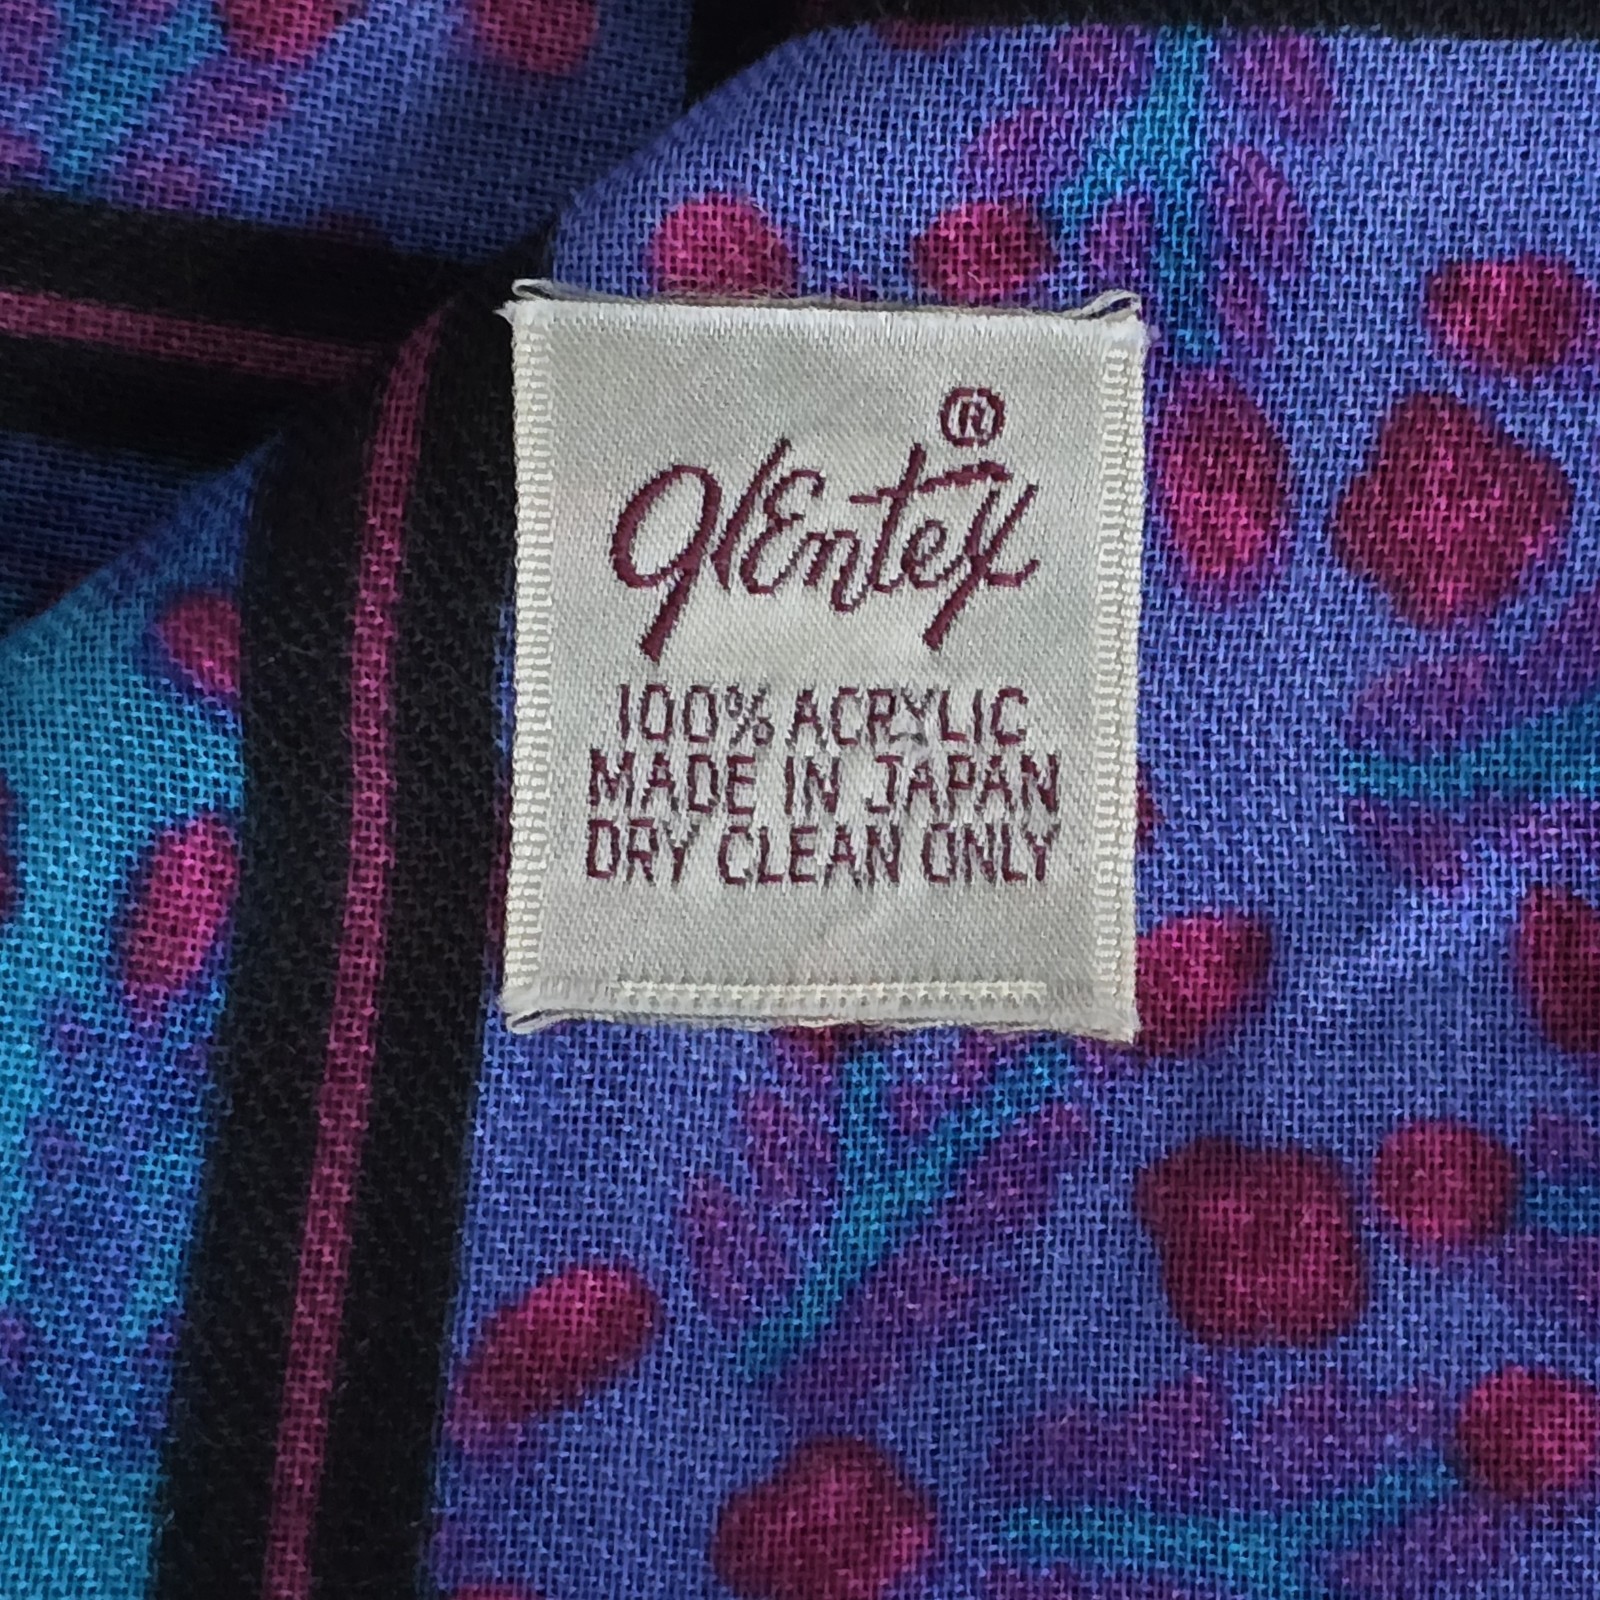 glentex®
100% ACRYLIC
MADE IN JAPAN
DRY CLEAN ONLY